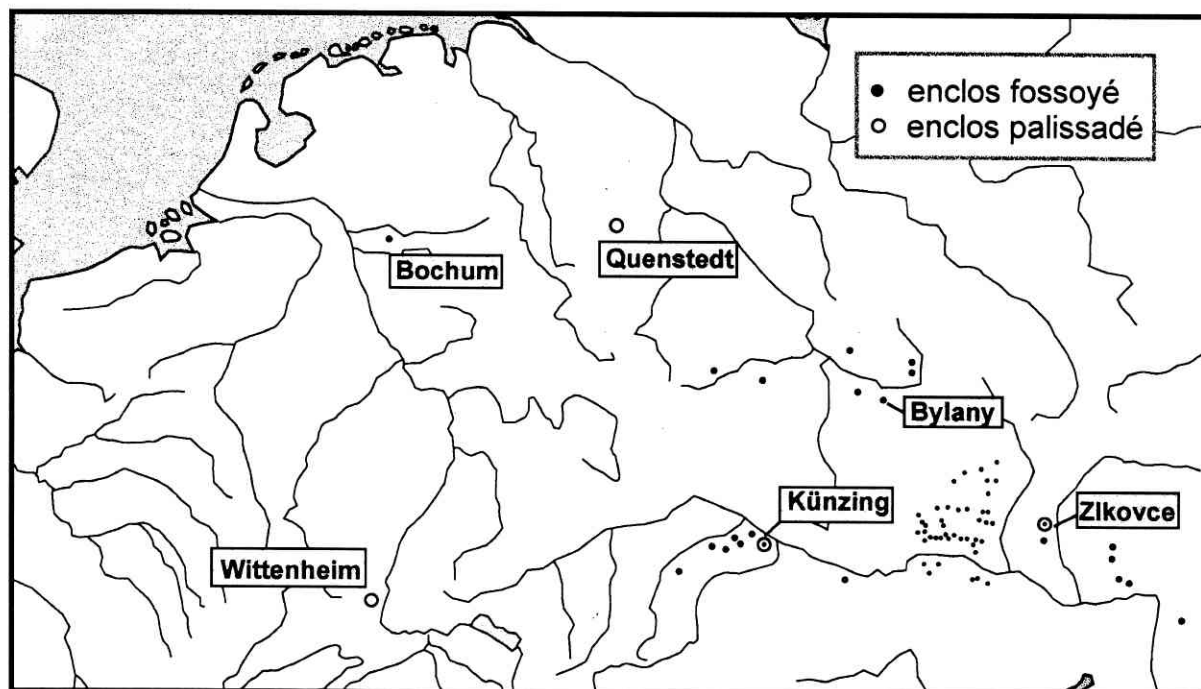 enclos fossoyé
enclos palissadé
Bochum
Quenstedt
Bylany
Künzing
Zlkovce
Wittenheim